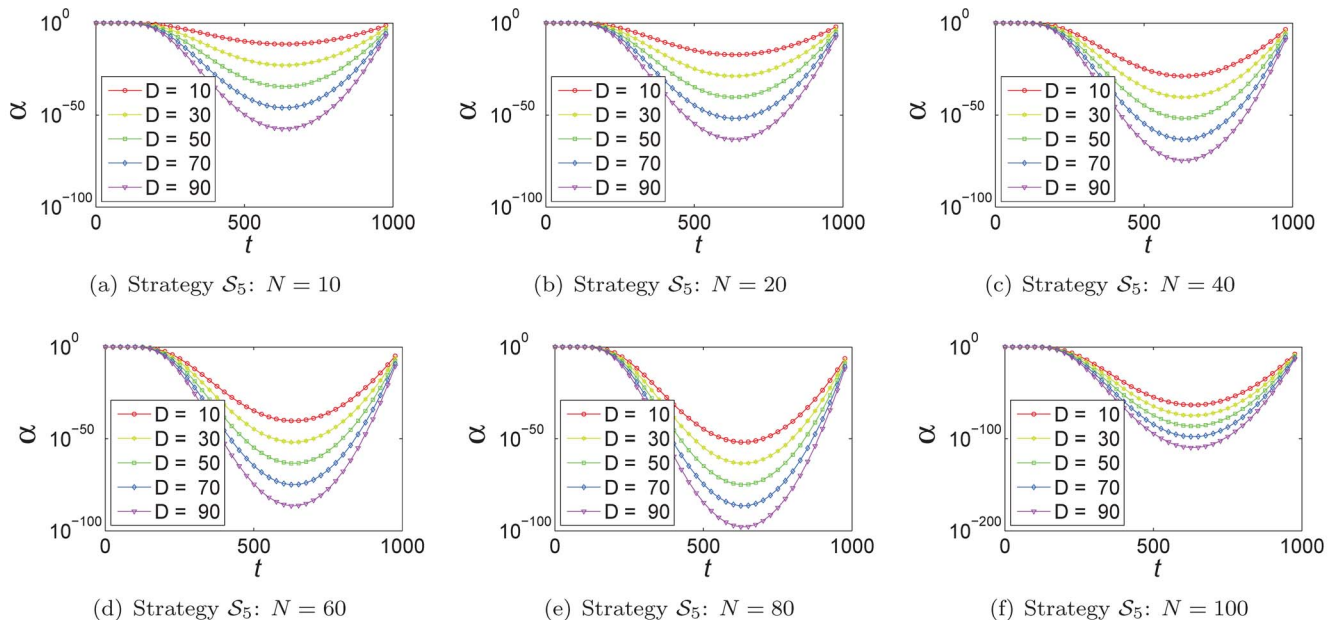 10^0
α
10^-50
10^-100
D = 10
D = 30
D = 50
D = 70
D = 90
0 500 1000
t
(a) Strategy 𝒮₅: N = 10
10^0
α
10^-50
10^-100
D = 10
D = 30
D = 50
D = 70
D = 90
0 500 1000
t
(b) Strategy 𝒮₅: N = 20
10^0
α
10^-50
10^-100
D = 10
D = 30
D = 50
D = 70
D = 90
0 500 1000
t
(c) Strategy 𝒮₅: N = 40
10^0
α
10^-50
10^-100
D = 10
D = 30
D = 50
D = 70
D = 90
0 500 1000
t
(d) Strategy 𝒮₅: N = 60
10^0
α
10^-50
10^-100
D = 10
D = 30
D = 50
D = 70
D = 90
0 500 1000
t
(e) Strategy 𝒮₅: N = 80
10^0
α
10^-100
10^-200
D = 10
D = 30
D = 50
D = 70
D = 90
0 500 1000
t
(f) Strategy 𝒮₅: N = 100